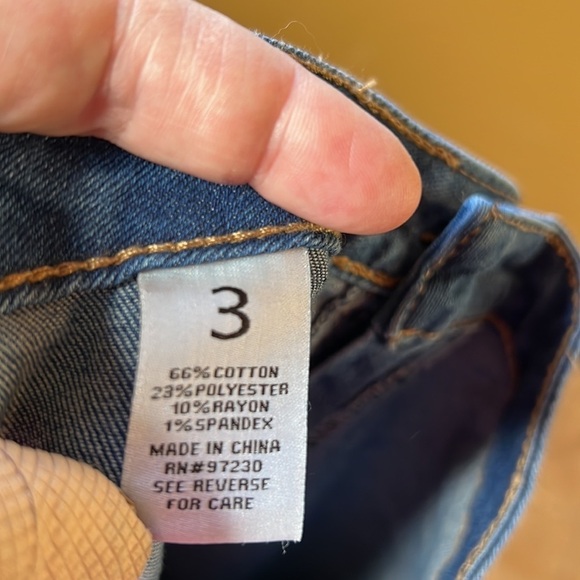 3
66%COTTON
23%POLYESTER
10%RAYON
1%SPANDEX
MADE IN CHINA
RN#97230
SEE REVERSE
FOR CARE